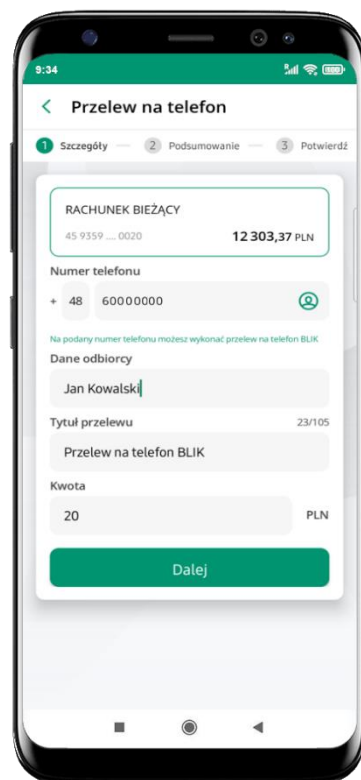 9:34
Przelew na telefon
1 Szczegóły 2 Podsumowanie 3 Potwierdź
RACHUNEK BIEŻĄCY
45 9359 .... 0020 12 303,37 PLN
Numer telefonu
+ 48 60000000
Na podany numer telefonu możesz wykonać przelew na telefon BLIK
Dane odbiorcy
Jan Kowalski
Tytuł przelewu 23/105
Przelew na telefon BLIK
Kwota
20 PLN
Dalej